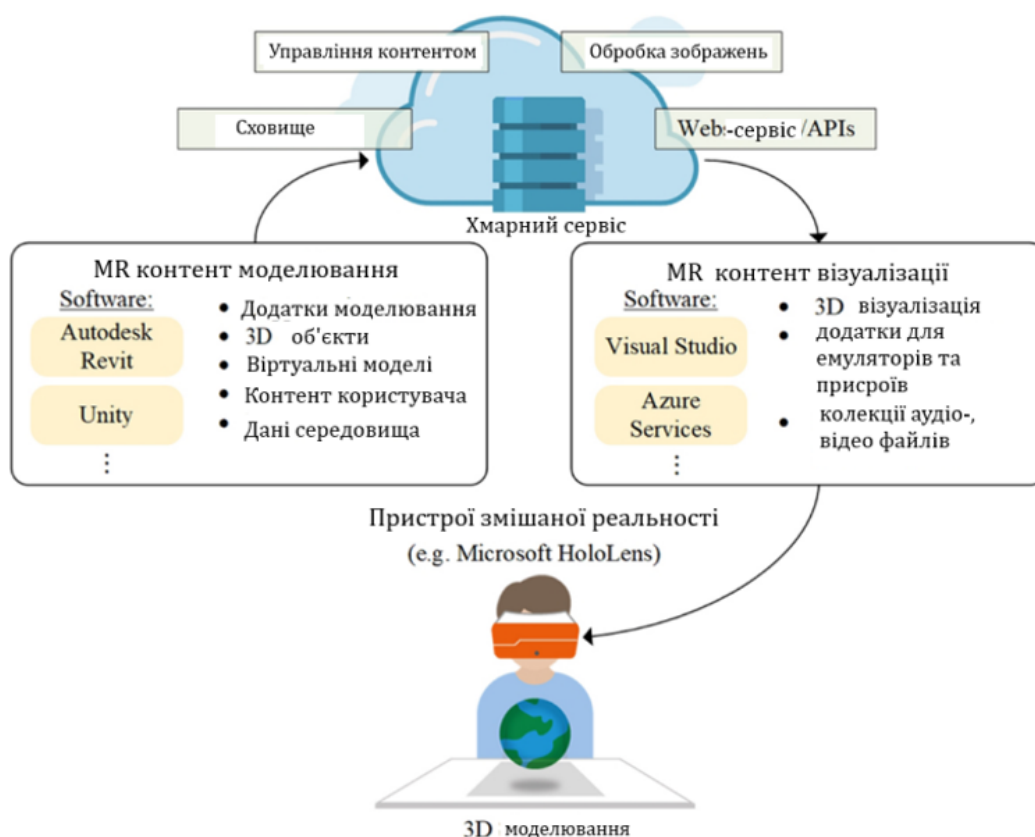 Управління контентом
Обробка зображень
Сховище
Web-сервіс/APIs
Хмарний сервіс
MR контент моделювання
Software:
Autodesk
Revit
Unity
⋮
• Додатки моделювання
• 3D об'єкти
• Віртуальні моделі
• Контент користувача
• Дані середовища
MR контент візуалізації
Software:
Visual Studio
Azure
Services
⋮
• 3D візуалізація
• додатки для
емуляторів та
присроїв
• колекції аудіо-,
відео файлів
Пристрої змішаної реальності
(e.g. Microsoft HoloLens)
3D моделювання